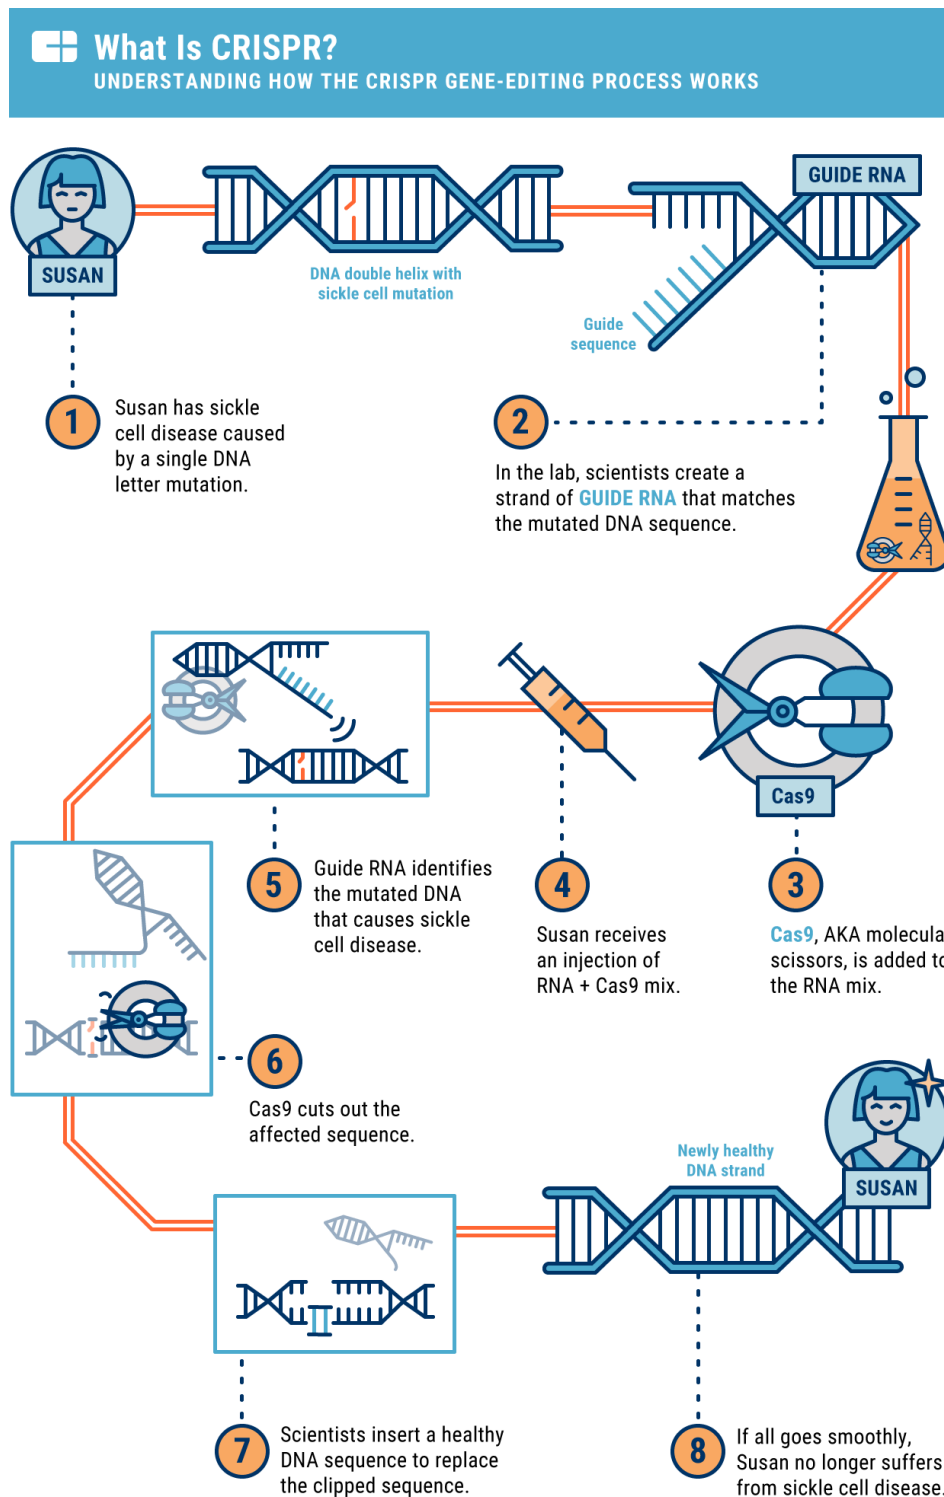 What Is CRISPR?
UNDERSTANDING HOW THE CRISPR GENE-EDITING PROCESS WORKS
SUSAN
DNA double helix with
sickle cell mutation
GUIDE RNA
Guide
sequence
1
Susan has sickle
cell disease caused
by a single DNA
letter mutation.
2
In the lab, scientists create a
strand of GUIDE RNA that matches
the mutated DNA sequence.
Cas9
3
Cas9, AKA molecula
scissors, is added to
the RNA mix.
4
Susan receives
an injection of
RNA + Cas9 mix.
5
Guide RNA identifies
the mutated DNA
that causes sickle
cell disease.
6
Cas9 cuts out the
affected sequence.
7
Scientists insert a healthy
DNA sequence to replace
the clipped sequence.
Newly healthy
DNA strand
SUSAN
8
If all goes smoothly,
Susan no longer suffers
from sickle cell disease.